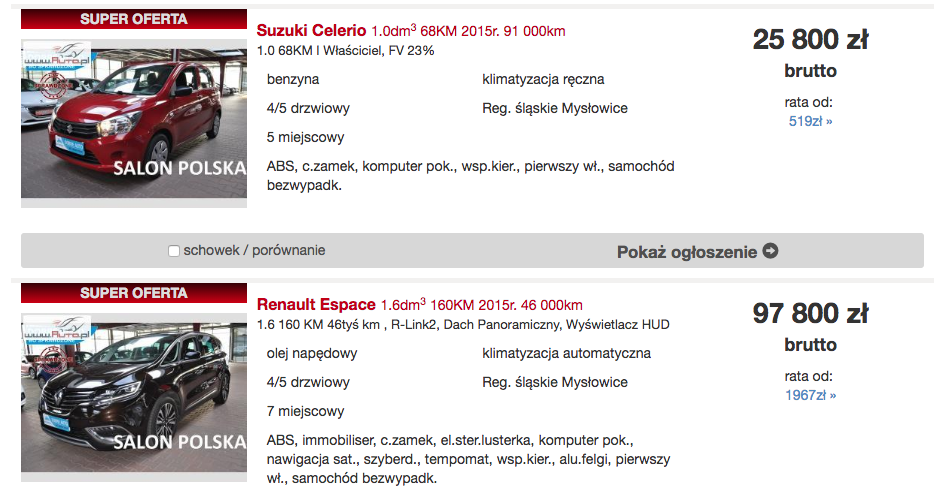 SUPER OFERTA
www.Auto.pl
SALON POLSKA
Suzuki Celerio 1.0dm³ 68KM 2015r. 91 000km
1.0 68KM I Właściciel, FV 23%
benzyna klimatyzacja ręczna
4/5 drzwiowy Reg. śląskie Mysłowice
5 miejscowy
ABS, c.zamek, komputer pok., wsp.kier., pierwszy wł., samochód
bezwypadk.
25 800 zł
brutto
rata od:
519zł »
schowek / porównanie Pokaż ogłoszenie
SUPER OFERTA
www.Auto.pl
SALON POLSKA
Renault Espace 1.6dm³ 160KM 2015r. 46 000km
1.6 160 KM 46tyś km , R-Link2, Dach Panoramiczny, Wyświetlacz HUD
olej napędowy klimatyzacja automatyczna
4/5 drzwiowy Reg. śląskie Mysłowice
7 miejscowy
ABS, immobiliser, c.zamek, el.ster.lusterka, komputer pok.,
nawigacja sat., szyberd., tempomat, wsp.kier., alu.felgi, pierwszy
wł., samochód bezwypadk.
97 800 zł
brutto
rata od:
1967zł »